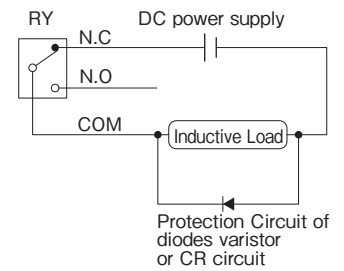 RY
DC power supply
N.C
N.O
COM
Inductive Load
Protection Circuit of
diodes varistor
or CR circuit